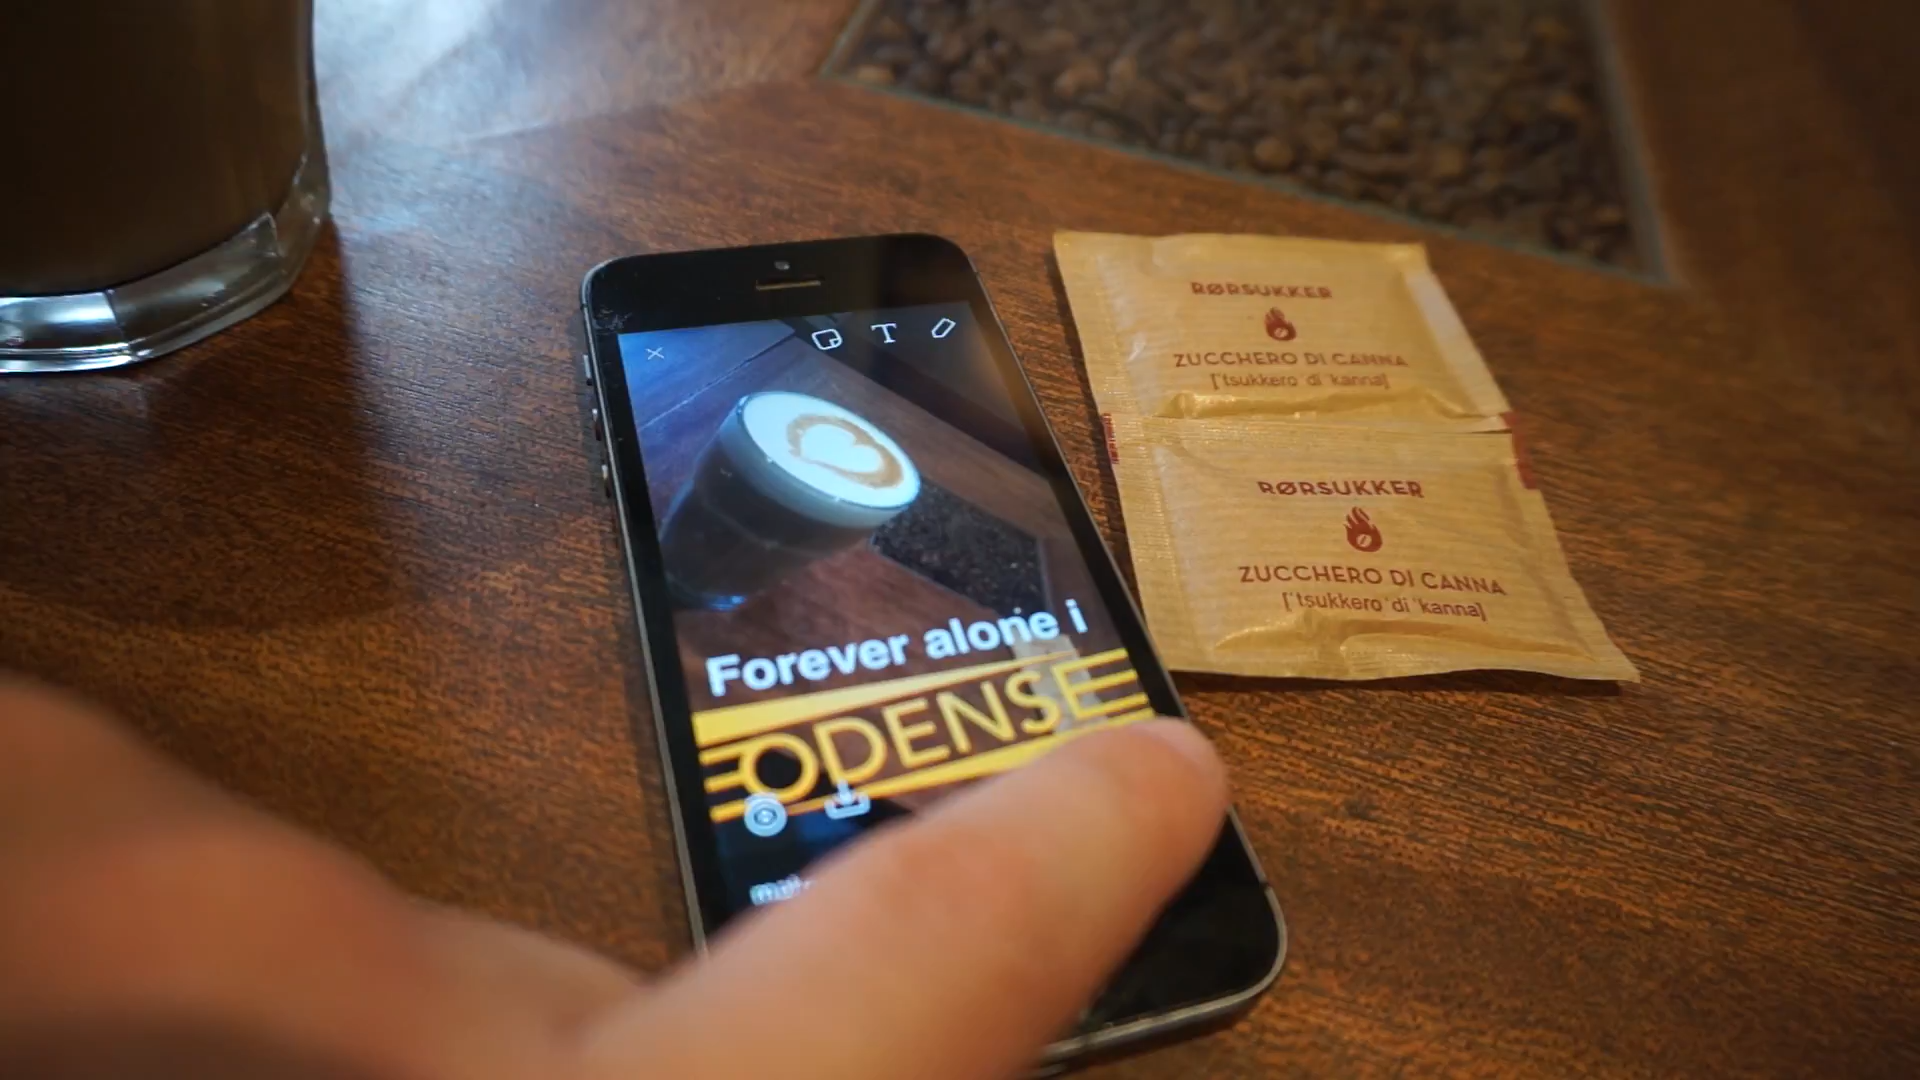 T
Forever alone i
ODENSE
RØRSUKKER
ZUCCHERO DI CANNA
['tsukkero di 'kanna]
RØRSUKKER
ZUCCHERO DI CANNA
['tsukkero di 'kanna]